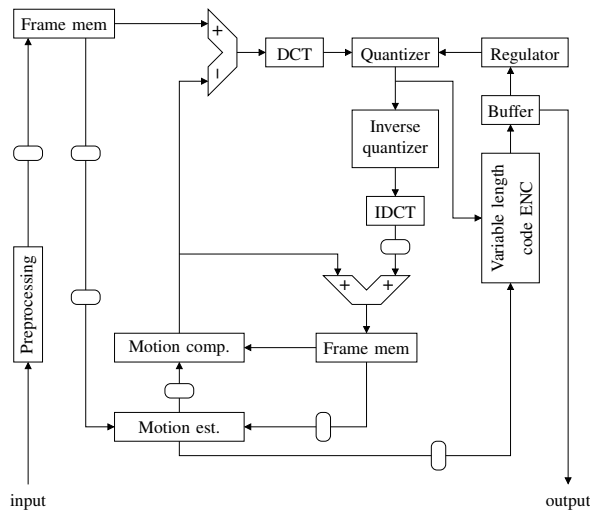 Frame mem
+
−
DCT
Quantizer
Regulator
Buffer
Inverse
quantizer
IDCT
Variable length
code ENC
Preprocessing
+ +
Motion comp.
Frame mem
Motion est.
input
output